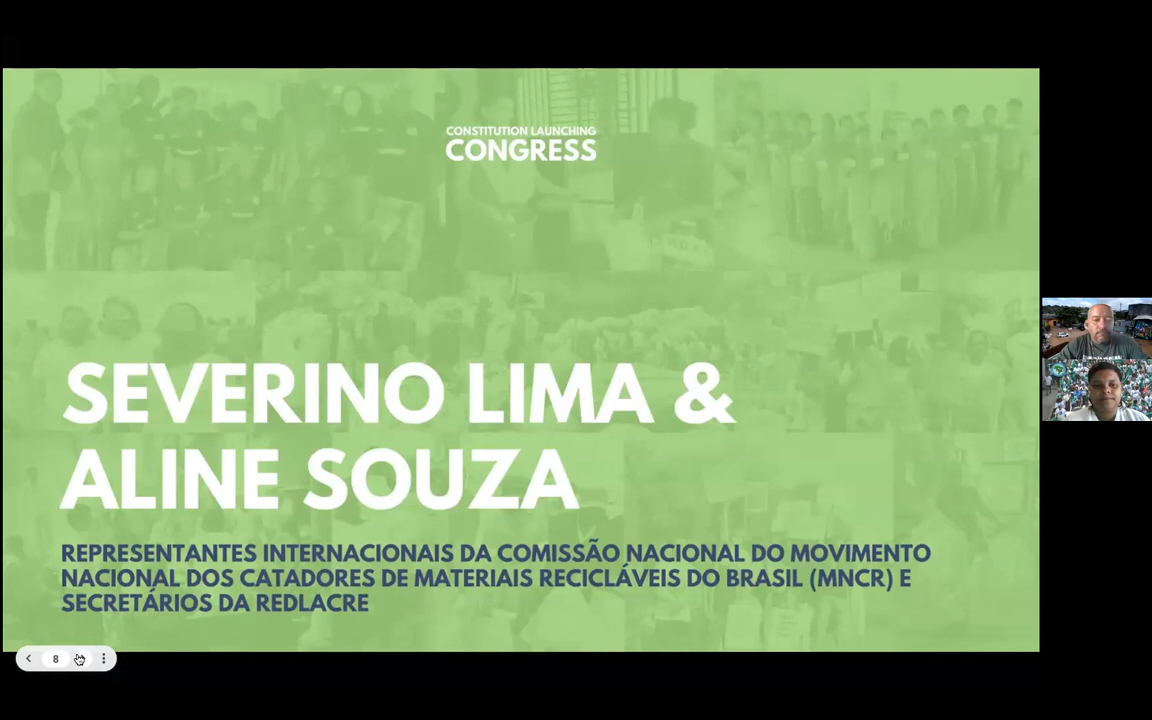 CONSTITUTION LAUNCHING
CONGRESS
SEVERINO LIMA &
ALINE SOUZA
REPRESENTANTES INTERNACIONAIS DA COMISSÃO NACIONAL DO MOVIMENTO
NACIONAL DOS CATADORES DE MATERIAIS RECICLÁVEIS DO BRASIL (MNCR) E
SECRETÁRIOS DA REDLACRE
8